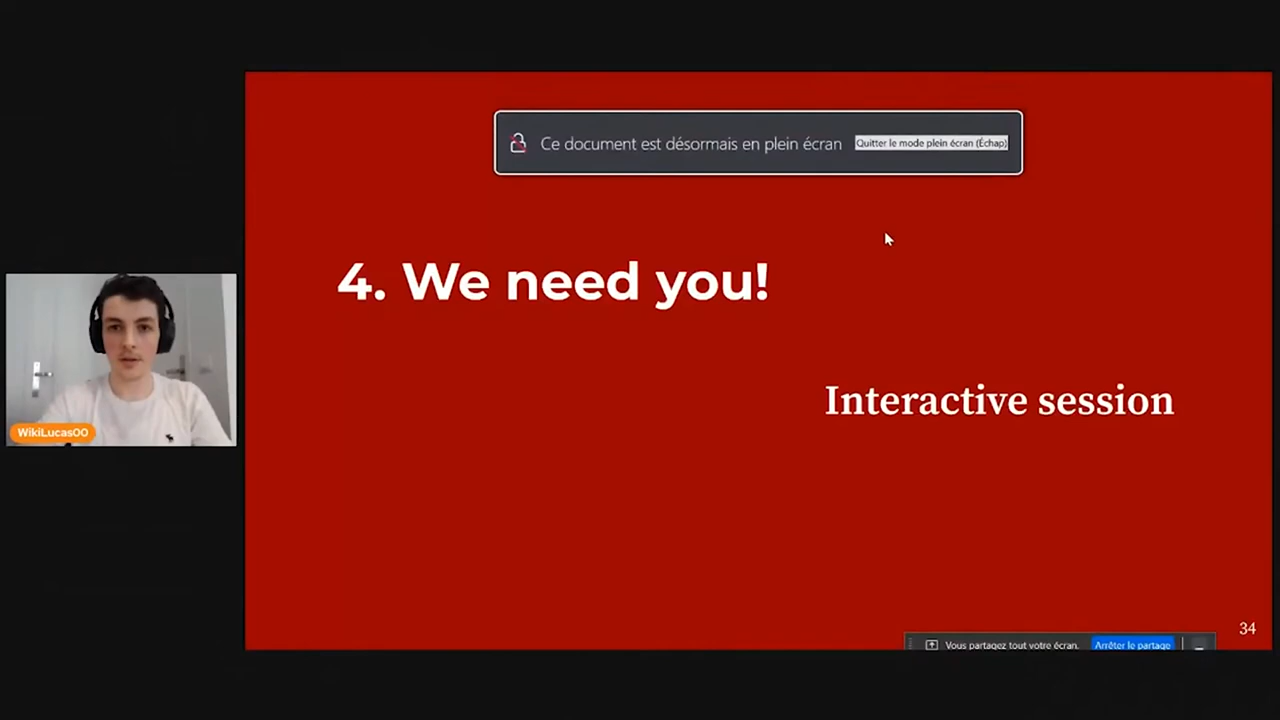 Ce document est désormais en plein écran Quitter le mode plein écran (Échap)
4. We need you!
WikiLucas00
Interactive session
34
Vous partagez tout votre écran. Arrêter le partage